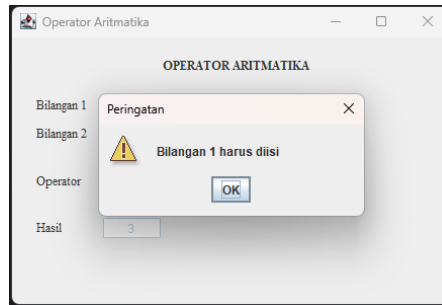 Operator Aritmatika
OPERATOR ARITMATIKA
Bilangan 1
Peringatan
Bilangan 2
Bilangan 1 harus diisi
Operator
OK
Hasil
3